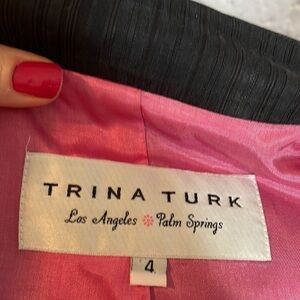 TRINA TURK
Los Angeles Palm Springs
4